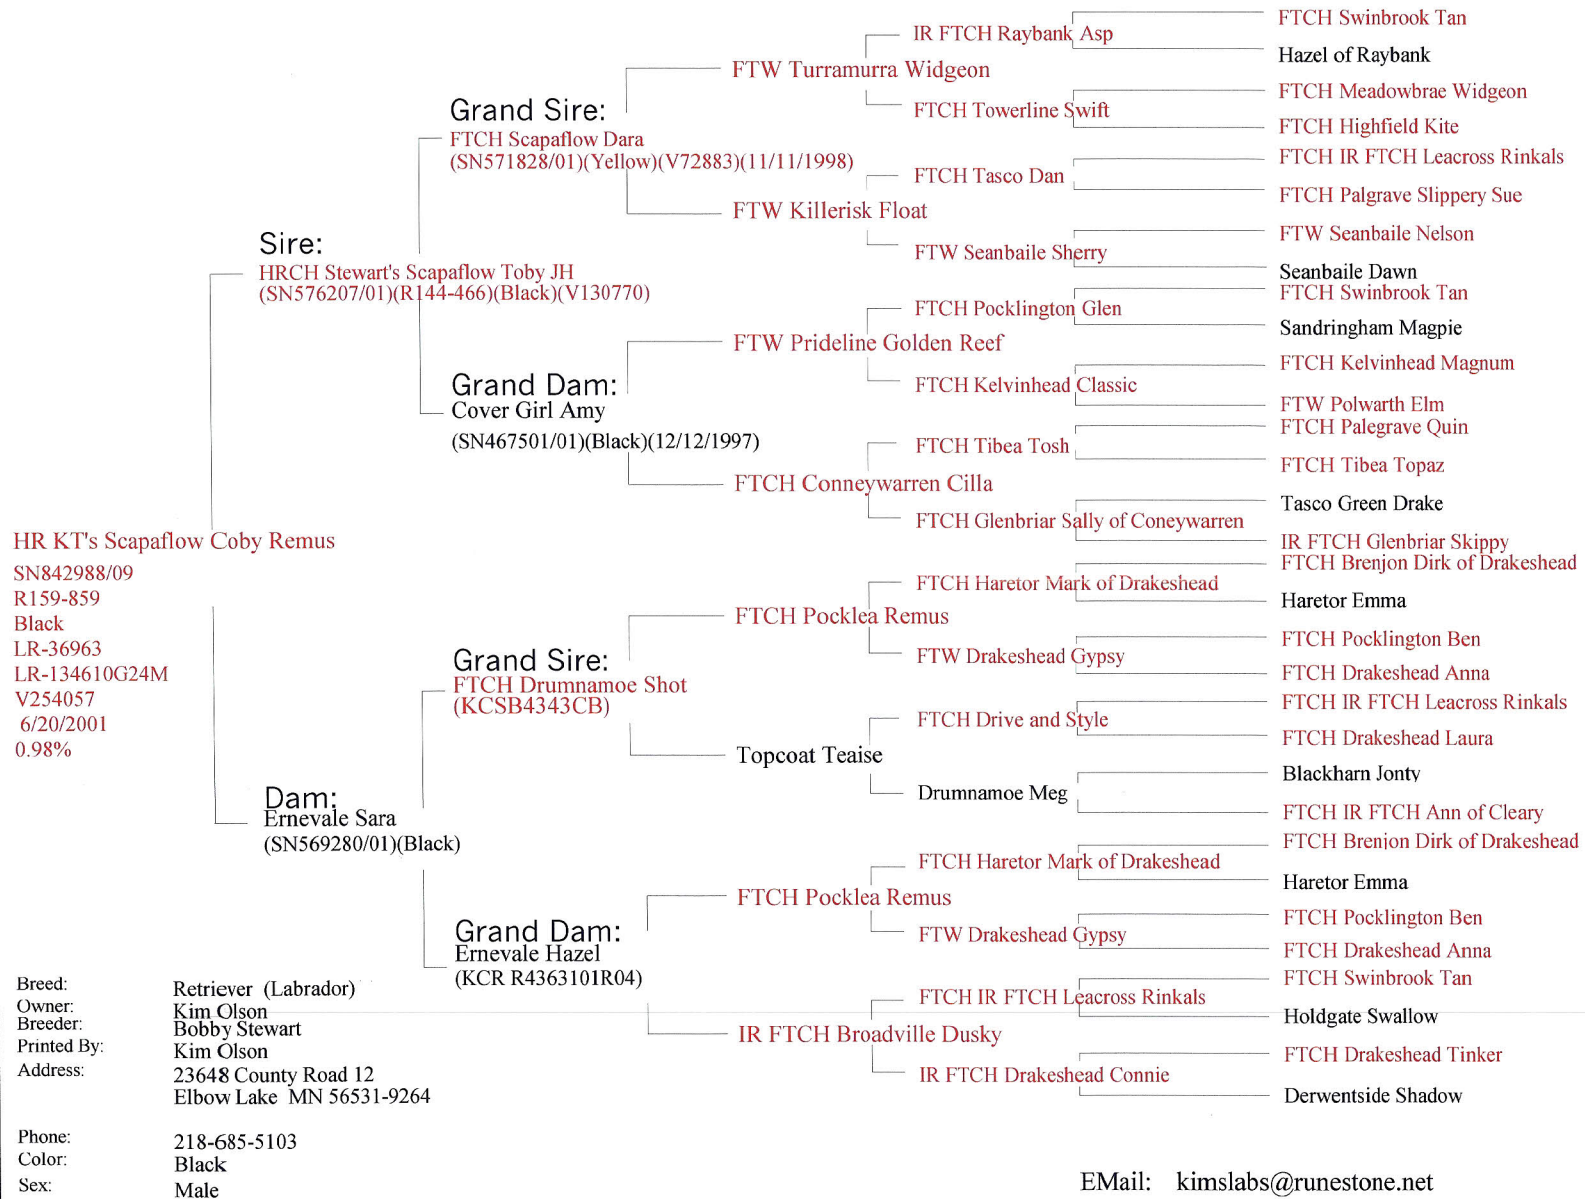 HR KT's Scapaflow Coby Remus
SN842988/09
R159-859
Black
LR-36963
LR-134610G24M
V254057
6/20/2001
0.98%
Sire:
HRCH Stewart's Scapaflow Toby JH
(SN576207/01)(R144-466)(Black)(V130770)
Dam:
Ernevale Sara
(SN569280/01)(Black)
Grand Sire:
FTCH Scapaflow Dara
(SN571828/01)(Yellow)(V72883)(11/11/1998)
Grand Dam:
Cover Girl Amy
(SN467501/01)(Black)(12/12/1997)
Grand Sire:
FTCH Drumnamoe Shot
(KCSB4343CB)
Grand Dam:
Ernevale Hazel
(KCR R4363101R04)
FTW Turramurra Widgeon
FTW Killerisk Float
FTW Prideline Golden Reef
FTCH Conneywarren Cilla
FTCH Pocklea Remus
Topcoat Teaise
FTCH Pocklea Remus
IR FTCH Broadville Dusky
IR FTCH Raybank Asp
FTCH Towerline Swift
FTCH Tasco Dan
FTW Seanbaile Sherry
FTCH Pocklington Glen
FTCH Kelvinhead Classic
FTCH Tibea Tosh
FTCH Glenbriar Sally of Coneywarren
FTCH Haretor Mark of Drakeshead
FTW Drakeshead Gypsy
FTCH Drive and Style
Drumnamoe Meg
FTCH Haretor Mark of Drakeshead
FTW Drakeshead Gypsy
FTCH IR FTCH Leacross Rinkals
IR FTCH Drakeshead Connie
FTCH Swinbrook Tan
Hazel of Raybank
FTCH Meadowbrae Widgeon
FTCH Highfield Kite
FTCH IR FTCH Leacross Rinkals
FTCH Palgrave Slippery Sue
FTW Seanbaile Nelson
Seanbaile Dawn
FTCH Swinbrook Tan
Sandringham Magpie
FTCH Kelvinhead Magnum
FTW Polwarth Elm
FTCH Palegrave Quin
FTCH Tibea Topaz
Tasco Green Drake
IR FTCH Glenbriar Skippy
FTCH Brenjon Dirk of Drakeshead
Haretor Emma
FTCH Pocklington Ben
FTCH Drakeshead Anna
FTCH IR FTCH Leacross Rinkals
FTCH Drakeshead Laura
Blackharn Jonty
FTCH IR FTCH Ann of Cleary
FTCH Brenjon Dirk of Drakeshead
Haretor Emma
FTCH Pocklington Ben
FTCH Drakeshead Anna
FTCH Swinbrook Tan
Holdgate Swallow
FTCH Drakeshead Tinker
Derwentside Shadow
Breed: Retriever (Labrador)
Owner: Kim Olson
Breeder: Bobby Stewart
Printed By: Kim Olson
Address: 23648 County Road 12
Elbow Lake MN 56531-9264
Phone: 218-685-5103
Color: Black
Sex: Male
EMail: kimslabs@runestone.net